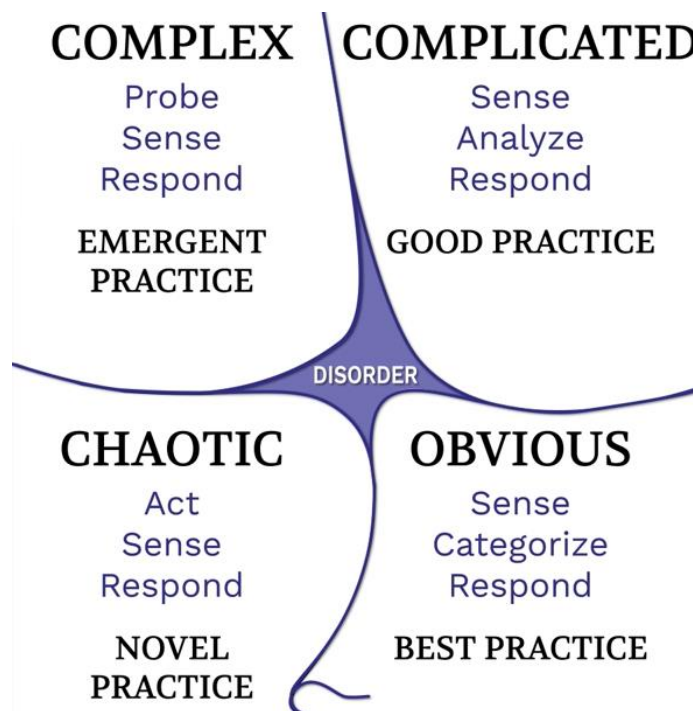 COMPLEX
Probe
Sense
Respond
EMERGENT
PRACTICE
COMPLICATED
Sense
Analyze
Respond
GOOD PRACTICE
DISORDER
CHAOTIC
Act
Sense
Respond
NOVEL
PRACTICE
OBVIOUS
Sense
Categorize
Respond
BEST PRACTICE